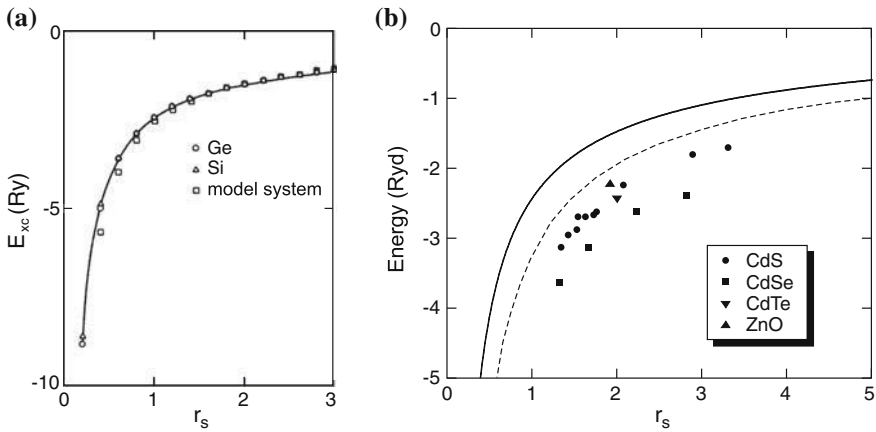 (a)
0
-5
-10
E_xc (Ry)
Ge
Si
model system
0 1 2 3
r_s
(b)
0
-1
-2
-3
-4
-5
Energy (Ryd)
CdS
CdSe
CdTe
ZnO
0 1 2 3 4 5
r_s